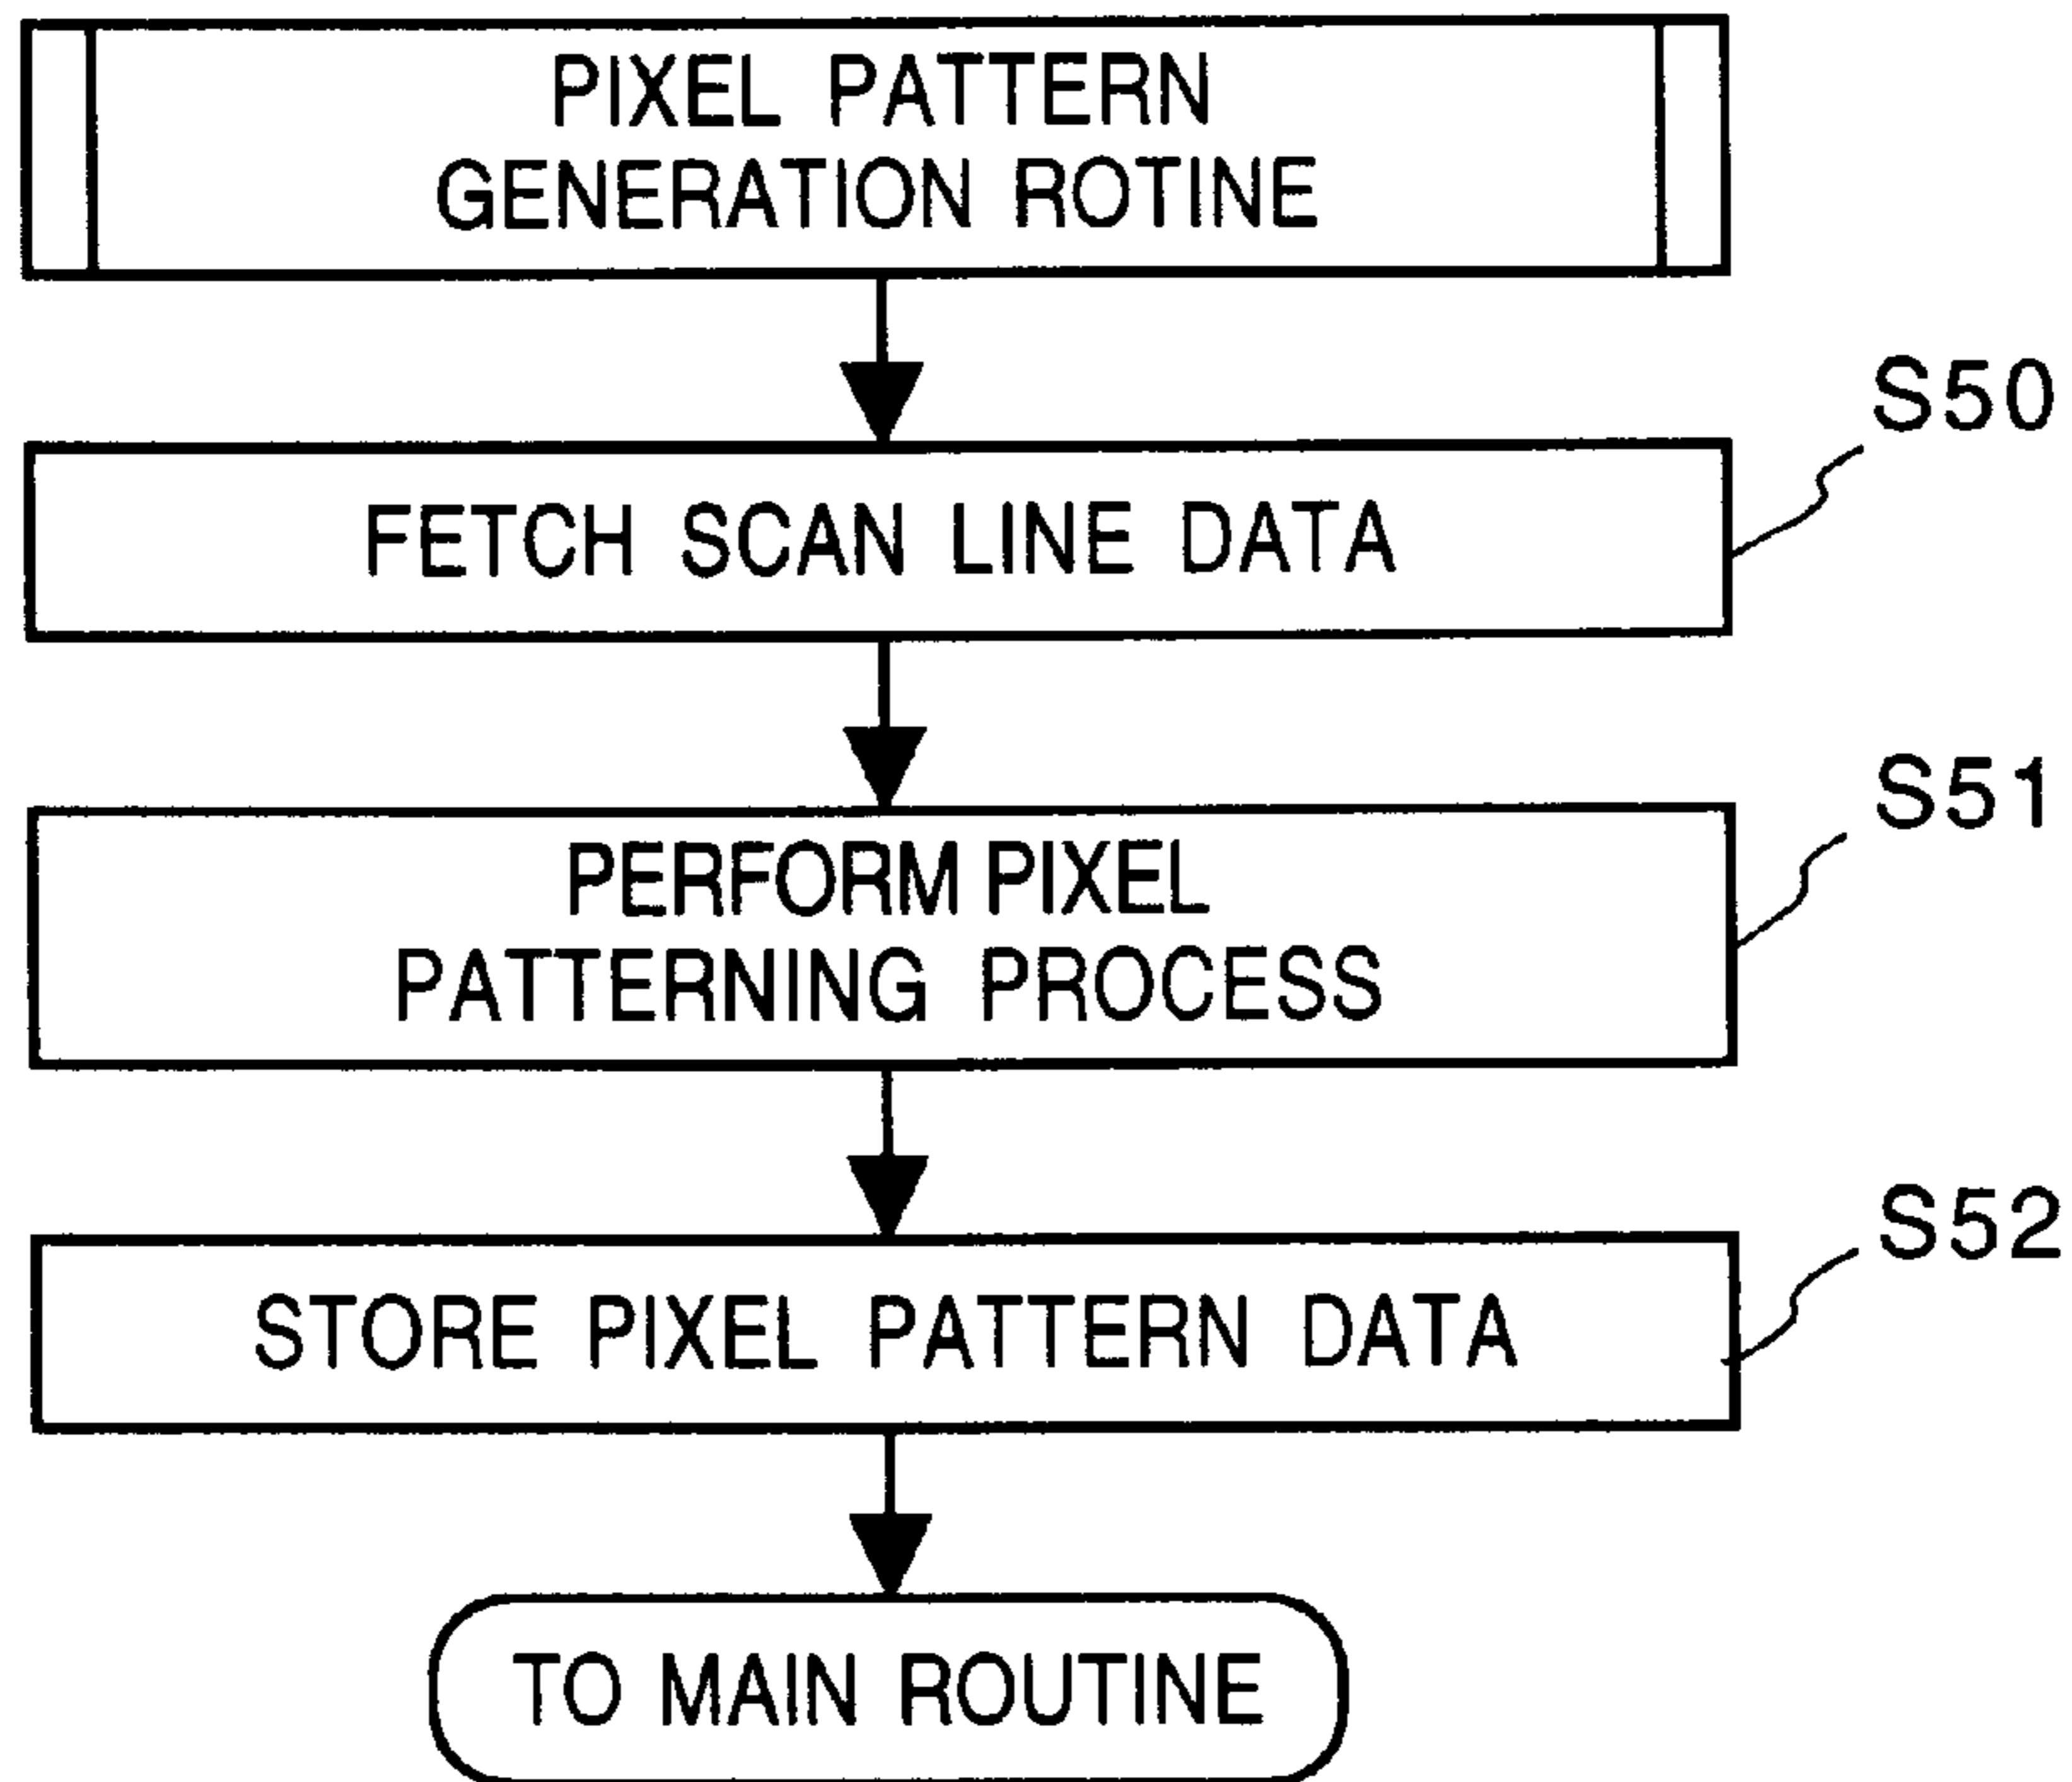 PIXEL PATTERN
GENERATION ROTINE
S50
FETCH SCAN LINE DATA
S51
PERFORM PIXEL
PATTERNING PROCESS
S52
STORE PIXEL PATTERN DATA
TO MAIN ROUTINE